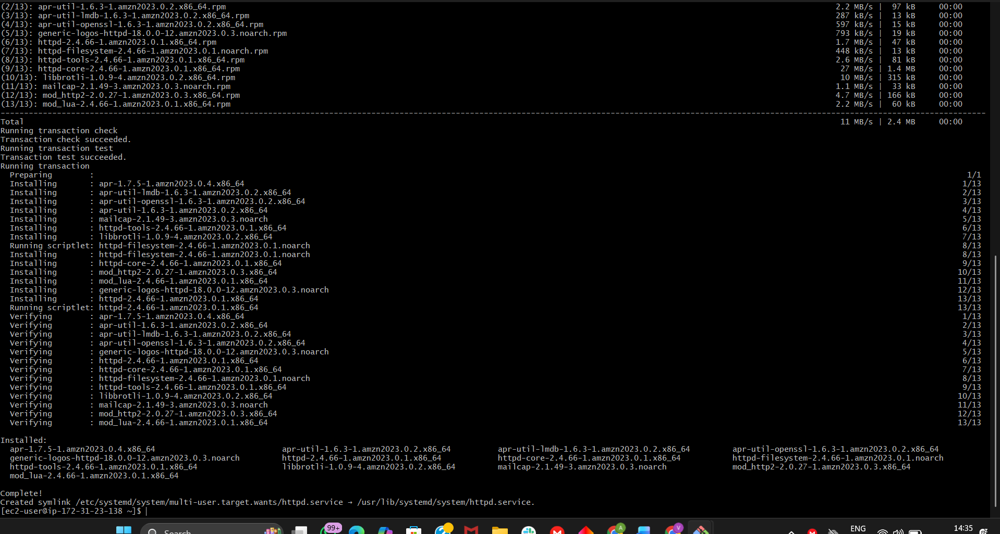 (2/13): apr-util-1.6.3-1.amzn2023.0.2.x86_64.rpm 2.2 MB/s | 97 kB 00:00
(3/13): apr-util-lmdb-1.6.3-1.amzn2023.0.2.x86_64.rpm 287 kB/s | 13 kB 00:00
(4/13): apr-util-openssl-1.6.3-1.amzn2023.0.2.x86_64.rpm 597 kB/s | 15 kB 00:00
(5/13): generic-logos-httpd-18.0.0-12.amzn2023.0.3.noarch.rpm 793 kB/s | 19 kB 00:00
(6/13): httpd-2.4.66-1.amzn2023.0.1.x86_64.rpm 1.7 MB/s | 47 kB 00:00
(7/13): httpd-filesystem-2.4.66-1.amzn2023.0.1.noarch.rpm 448 kB/s | 13 kB 00:00
(8/13): httpd-tools-2.4.66-1.amzn2023.0.1.x86_64.rpm 2.6 MB/s | 81 kB 00:00
(9/13): httpd-core-2.4.66-1.amzn2023.0.1.x86_64.rpm 27 MB/s | 1.4 MB 00:00
(10/13): libbrotli-1.0.9-4.amzn2023.0.2.x86_64.rpm 10 MB/s | 315 kB 00:00
(11/13): mailcap-2.1.49-3.amzn2023.0.3.noarch.rpm 1.1 MB/s | 33 kB 00:00
(12/13): mod_http2-2.0.27-1.amzn2023.0.3.x86_64.rpm 4.7 MB/s | 166 kB 00:00
(13/13): mod_lua-2.4.66-1.amzn2023.0.1.x86_64.rpm 2.2 MB/s | 60 kB 00:00
--------------------------------------------------------------------------------
Total 11 MB/s | 2.4 MB 00:00
Running transaction check
Transaction check succeeded.
Running transaction test
Transaction test succeeded.
Running transaction
Preparing : 1/1
Installing : apr-1.7.5-1.amzn2023.0.4.x86_64 1/13
Installing : apr-util-lmdb-1.6.3-1.amzn2023.0.2.x86_64 2/13
Installing : apr-util-openssl-1.6.3-1.amzn2023.0.2.x86_64 3/13
Installing : apr-util-1.6.3-1.amzn2023.0.2.x86_64 4/13
Installing : mailcap-2.1.49-3.amzn2023.0.3.noarch 5/13
Installing : httpd-tools-2.4.66-1.amzn2023.0.1.x86_64 6/13
Installing : libbrotli-1.0.9-4.amzn2023.0.2.x86_64 7/13
Running scriptlet: httpd-filesystem-2.4.66-1.amzn2023.0.1.noarch 8/13
Installing : httpd-filesystem-2.4.66-1.amzn2023.0.1.noarch 8/13
Installing : httpd-core-2.4.66-1.amzn2023.0.1.x86_64 9/13
Installing : mod_http2-2.0.27-1.amzn2023.0.3.x86_64 10/13
Installing : mod_lua-2.4.66-1.amzn2023.0.1.x86_64 11/13
Installing : generic-logos-httpd-18.0.0-12.amzn2023.0.3.noarch 12/13
Installing : httpd-2.4.66-1.amzn2023.0.1.x86_64 13/13
Running scriptlet: httpd-2.4.66-1.amzn2023.0.1.x86_64 13/13
Verifying : apr-1.7.5-1.amzn2023.0.4.x86_64 1/13
Verifying : apr-util-1.6.3-1.amzn2023.0.2.x86_64 2/13
Verifying : apr-util-lmdb-1.6.3-1.amzn2023.0.2.x86_64 3/13
Verifying : apr-util-openssl-1.6.3-1.amzn2023.0.2.x86_64 4/13
Verifying : generic-logos-httpd-18.0.0-12.amzn2023.0.3.noarch 5/13
Verifying : httpd-2.4.66-1.amzn2023.0.1.x86_64 6/13
Verifying : httpd-core-2.4.66-1.amzn2023.0.1.x86_64 7/13
Verifying : httpd-filesystem-2.4.66-1.amzn2023.0.1.noarch 8/13
Verifying : httpd-tools-2.4.66-1.amzn2023.0.1.x86_64 9/13
Verifying : libbrotli-1.0.9-4.amzn2023.0.2.x86_64 10/13
Verifying : mailcap-2.1.49-3.amzn2023.0.3.noarch 11/13
Verifying : mod_http2-2.0.27-1.amzn2023.0.3.x86_64 12/13
Verifying : mod_lua-2.4.66-1.amzn2023.0.1.x86_64 13/13
Installed:
apr-1.7.5-1.amzn2023.0.4.x86_64 apr-util-1.6.3-1.amzn2023.0.2.x86_64 apr-util-lmdb-1.6.3-1.amzn2023.0.2.x86_64 apr-util-openssl-1.6.3-1.amzn2023.0.2.x86_64
generic-logos-httpd-18.0.0-12.amzn2023.0.3.noarch httpd-2.4.66-1.amzn2023.0.1.x86_64 httpd-core-2.4.66-1.amzn2023.0.1.x86_64 httpd-filesystem-2.4.66-1.amzn2023.0.1.noarch
httpd-tools-2.4.66-1.amzn2023.0.1.x86_64 libbrotli-1.0.9-4.amzn2023.0.2.x86_64 mailcap-2.1.49-3.amzn2023.0.3.noarch mod_http2-2.0.27-1.amzn2023.0.3.x86_64
mod_lua-2.4.66-1.amzn2023.0.1.x86_64
Complete!
Created symlink /etc/systemd/system/multi-user.target.wants/httpd.service → /usr/lib/systemd/system/httpd.service.
[ec2-user@ip-172-31-23-138 ~]$
Search 99+ A V ENG 14:35